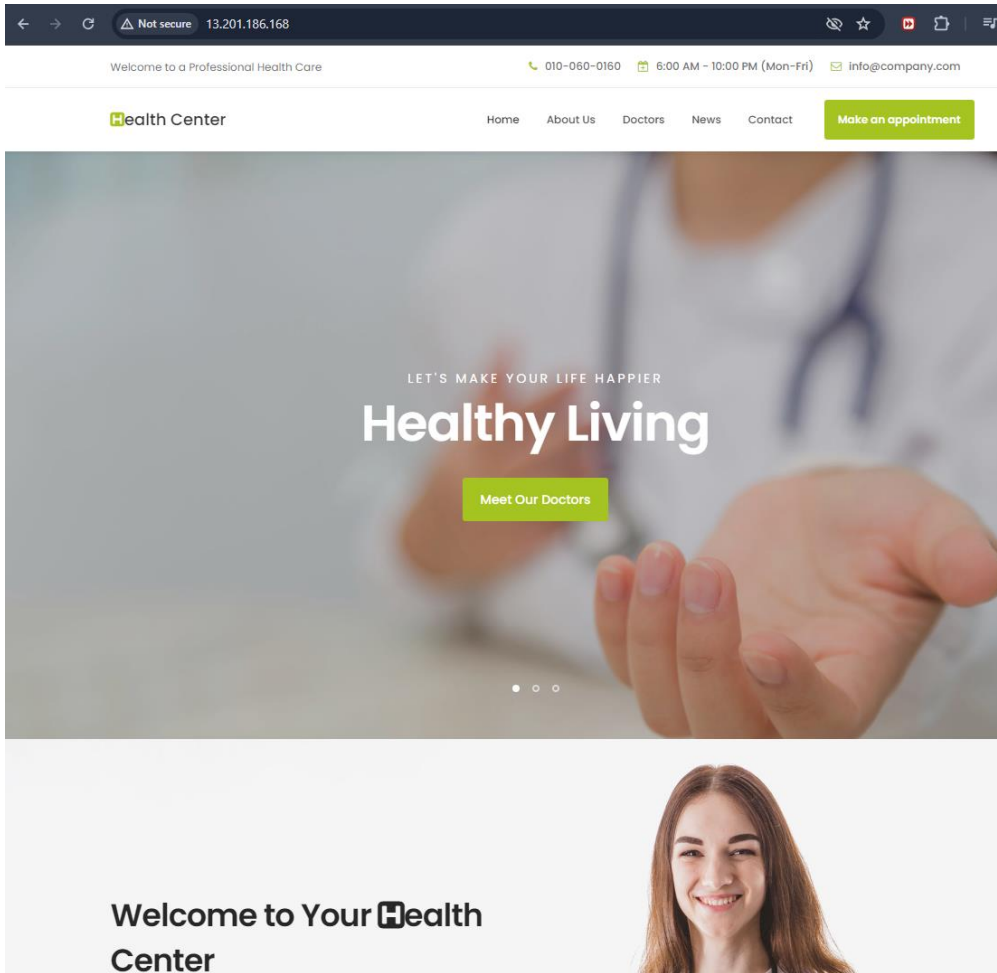 Not secure 13.201.186.168
Welcome to a Professional Health Care 010-060-0160 6:00 AM - 10:00 PM (Mon-Fri) info@company.com
Health Center Home About Us Doctors News Contact Make an appointment
LET'S MAKE YOUR LIFE HAPPIER
Healthy Living
Meet Our Doctors
Welcome to Your Health
Center